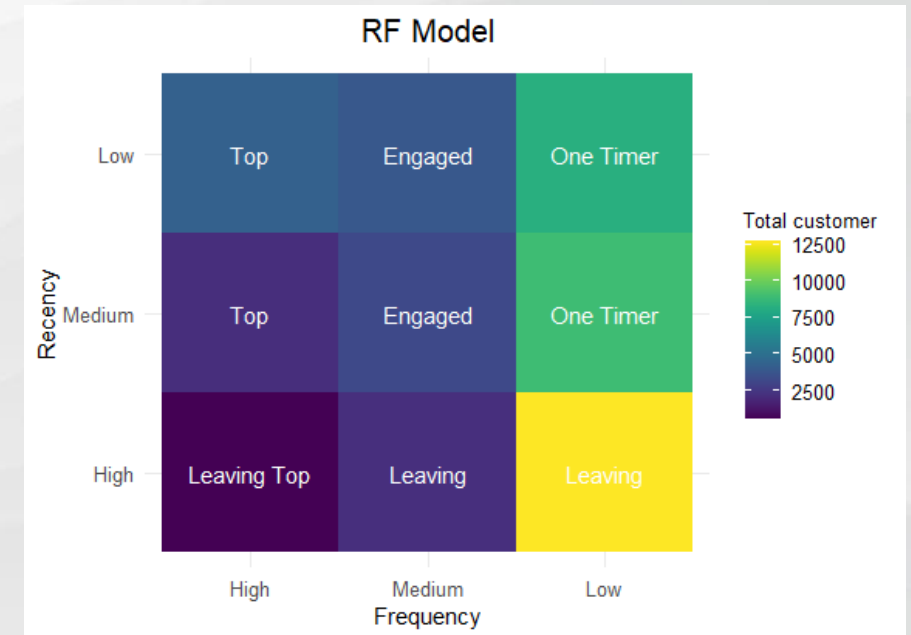 RF Model
Recency
Low
Top
Engaged
One Timer
Medium
Top
Engaged
One Timer
High
Leaving Top
Leaving
Leaving
High
Medium
Low
Frequency
Total customer
12500
10000
7500
5000
2500